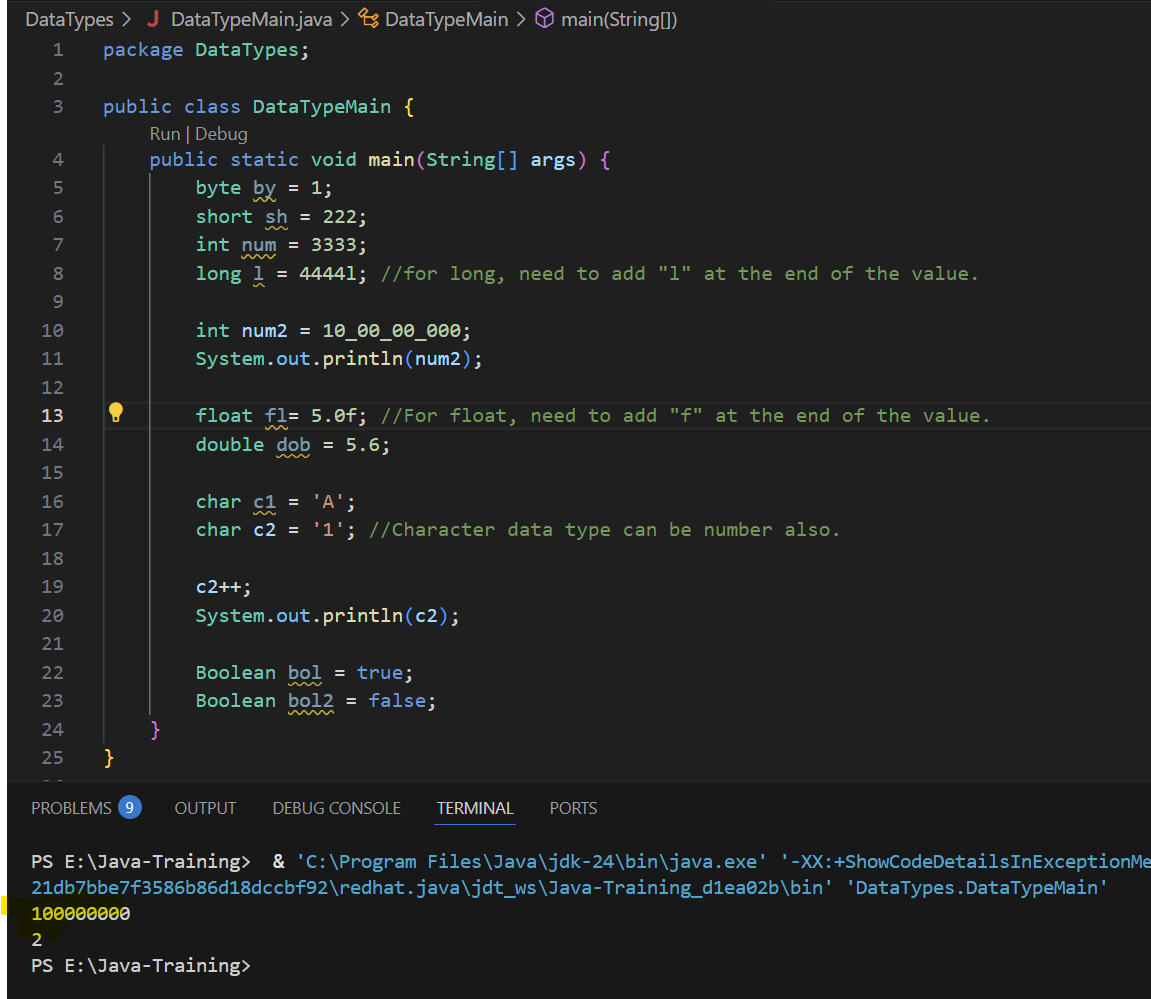 DataTypes > J DataTypeMain.java > DataTypeMain > main(String[])
1 package DataTypes;
2
3 public class DataTypeMain {
Run | Debug
4 public static void main(String[] args) {
5 byte by = 1;
6 short sh = 222;
7 int num = 3333;
8 long l = 4444l; //for long, need to add "l" at the end of the value.
9
10 int num2 = 10_00_00_000;
11 System.out.println(num2);
12
13 float fl= 5.0f; //For float, need to add "f" at the end of the value.
14 double dob = 5.6;
15
16 char c1 = 'A';
17 char c2 = '1'; //Character data type can be number also.
18
19 c2++;
20 System.out.println(c2);
21
22 Boolean bol = true;
23 Boolean bol2 = false;
24 }
25 }
PROBLEMS 9 OUTPUT DEBUG CONSOLE TERMINAL PORTS
PS E:\Java-Training> & 'C:\Program Files\Java\jdk-24\bin\java.exe' '-XX:+ShowCodeDetailsInExceptionMe
21db7bbe7f3586b86d18dccbf92\redhat.java\jdt_ws\Java-Training_d1ea02b\bin' 'DataTypes.DataTypeMain'
100000000
2
PS E:\Java-Training>